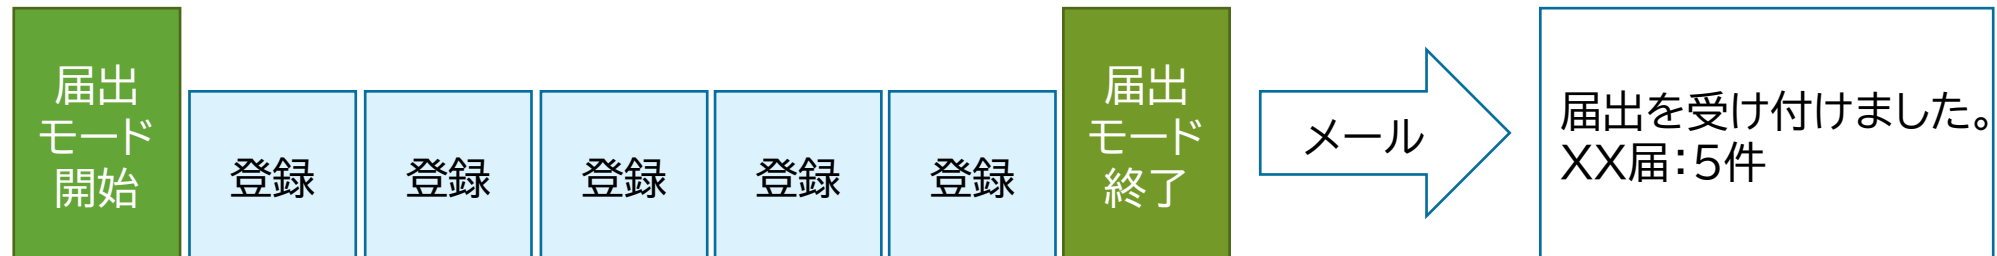 届出
モード
開始
登録
登録
登録
登録
登録
届出
モード
終了
メール
届出を受け付けました。
XX届：5件